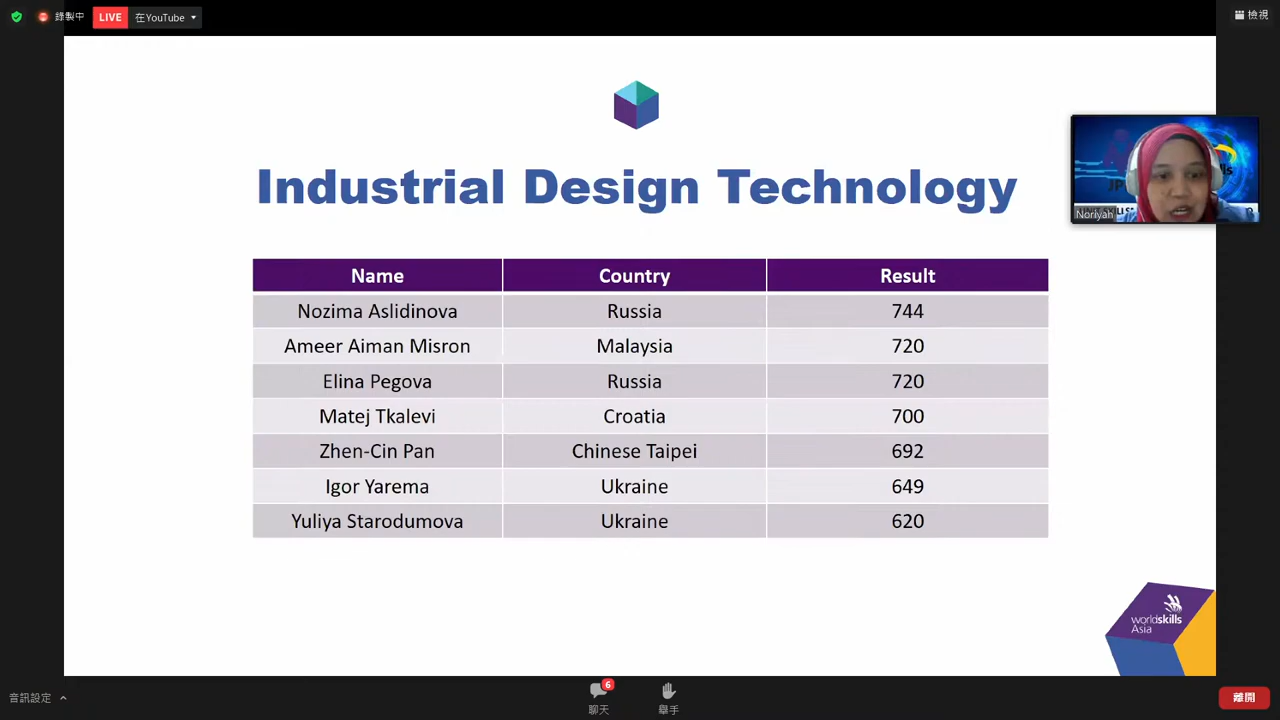 錄製中
LIVE 在YouTube
檢視
Industrial Design Technology
Noriyah
Name Country Result
Nozima Aslidinova Russia 744
Ameer Aiman Misron Malaysia 720
Elina Pegova Russia 720
Matej Tkalevi Croatia 700
Zhen-Cin Pan Chinese Taipei 692
Igor Yarema Ukraine 649
Yuliya Starodumova Ukraine 620
worldskills
Asia
音訊設定
6
聊天
舉手
離開